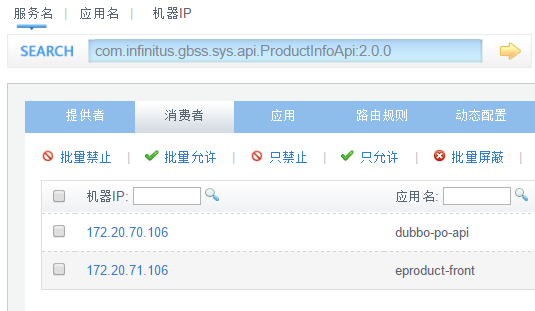 服务名 | 应用名 | 机器IP
SEARCH com.infinitus.gbss.sys.api.ProductInfoApi:2.0.0
提供者 消费者 应用 路由规则 动态配置
批量禁止 | 批量允许 | 只禁止 | 只允许 | 批量屏蔽 |
机器IP: 应用名:
172.20.70.106 dubbo-po-api
172.20.71.106 eproduct-front